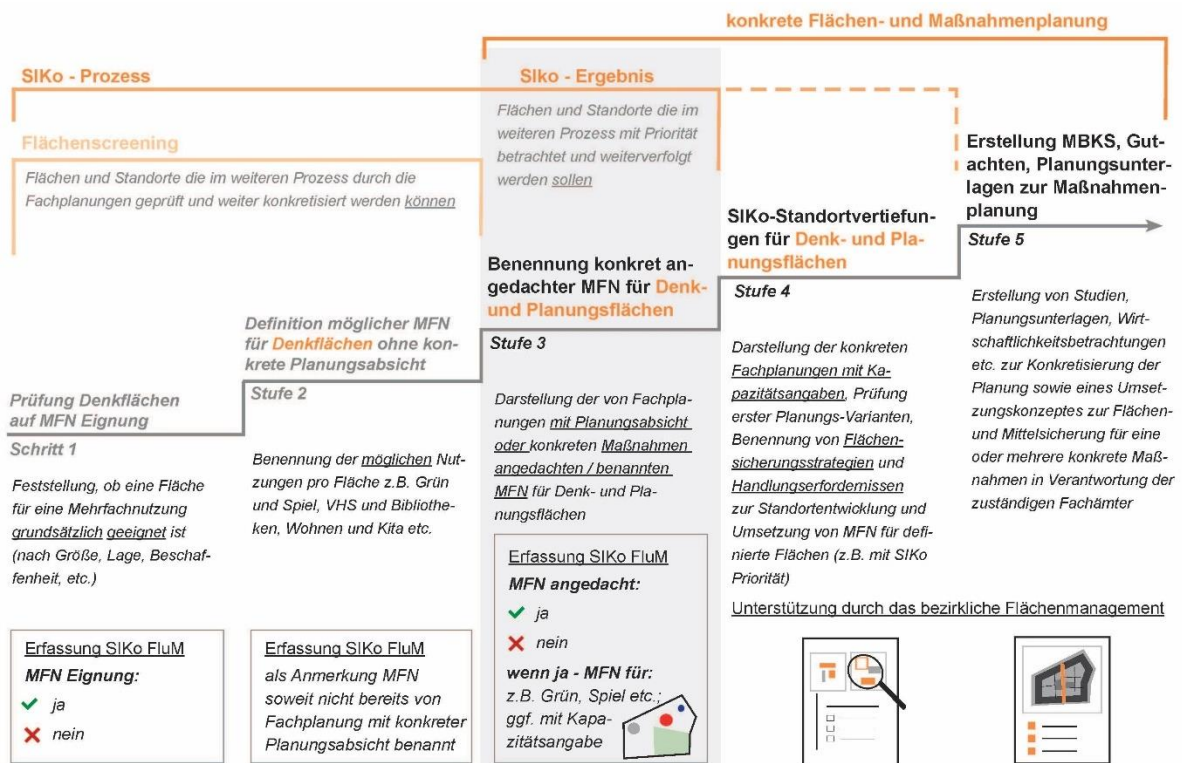 konkrete Flächen- und Maßnahmenplanung
SIKo - Prozess
SIko - Ergebnis
Flächen und Standorte die im
weiteren Prozess mit Priorität
betrachtet und weiterverfolgt
werden sollen
Flächenscreening
Flächen und Standorte die im weiteren Prozess durch die
Fachplanungen geprüft und weiter konkretisiert werden können
Prüfung Denkflächen
auf MFN Eignung
Schritt 1
Feststellung, ob eine Fläche
für eine Mehrfachnutzung
grundsätzlich geeignet ist
(nach Größe, Lage, Beschaf-
fenheit, etc.)
Erfassung SIKo FluM
MFN Eignung:
ja
nein
Definition möglicher MFN
für Denkflächen ohne kon-
krete Planungsabsicht
Stufe 2
Benennung der möglichen Nut-
zungen pro Fläche z.B. Grün
und Spiel, VHS und Bibliothe-
ken, Wohnen und Kita etc.
Erfassung SIKo FluM
als Anmerkung MFN
soweit nicht bereits von
Fachplanung mit konkreter
Planungsabsicht benannt
Benennung konkret an-
gedachter MFN für Denk-
und Planungsflächen
Stufe 3
Darstellung der von Fachpla-
nungen mit Planungsabsicht
oder konkreten Maßnahmen
angedachten / benannten
MFN für Denk- und Pla-
nungsflächen
Erfassung SIKo FluM
MFN angedacht:
ja
nein
wenn ja - MFN für:
z.B. Grün, Spiel etc.;
ggf. mit Kapa-
zitätsangabe
SIKo-Standortvertiefun-
gen für Denk- und Pla-
nungsflächen
Stufe 4
Darstellung der konkreten
Fachplanungen mit Ka-
pazitätsangaben, Prüfung
erster Planungs-Varianten,
Benennung von Flächen-
sicherungsstrategien und
Handlungserfordernissen
zur Standortentwicklung und
Umsetzung von MFN für defi-
nierte Flächen (z.B. mit SIKo
Priorität)
Erstellung MBKS, Gut-
achten, Planungsunter-
lagen zur Maßnahmen-
planung
Stufe 5
Erstellung von Studien,
Planungsunterlagen, Wirt-
schaftlichkeitsbetrachtungen
etc. zur Konkretisierung der
Planung sowie eines Umset-
zungskonzeptes zur Flächen-
und Mittelsicherung für eine
oder mehrere konkrete Maß-
nahmen in Verantwortung der
zuständigen Fachämter
Unterstützung durch das bezirkliche Flächenmanagement